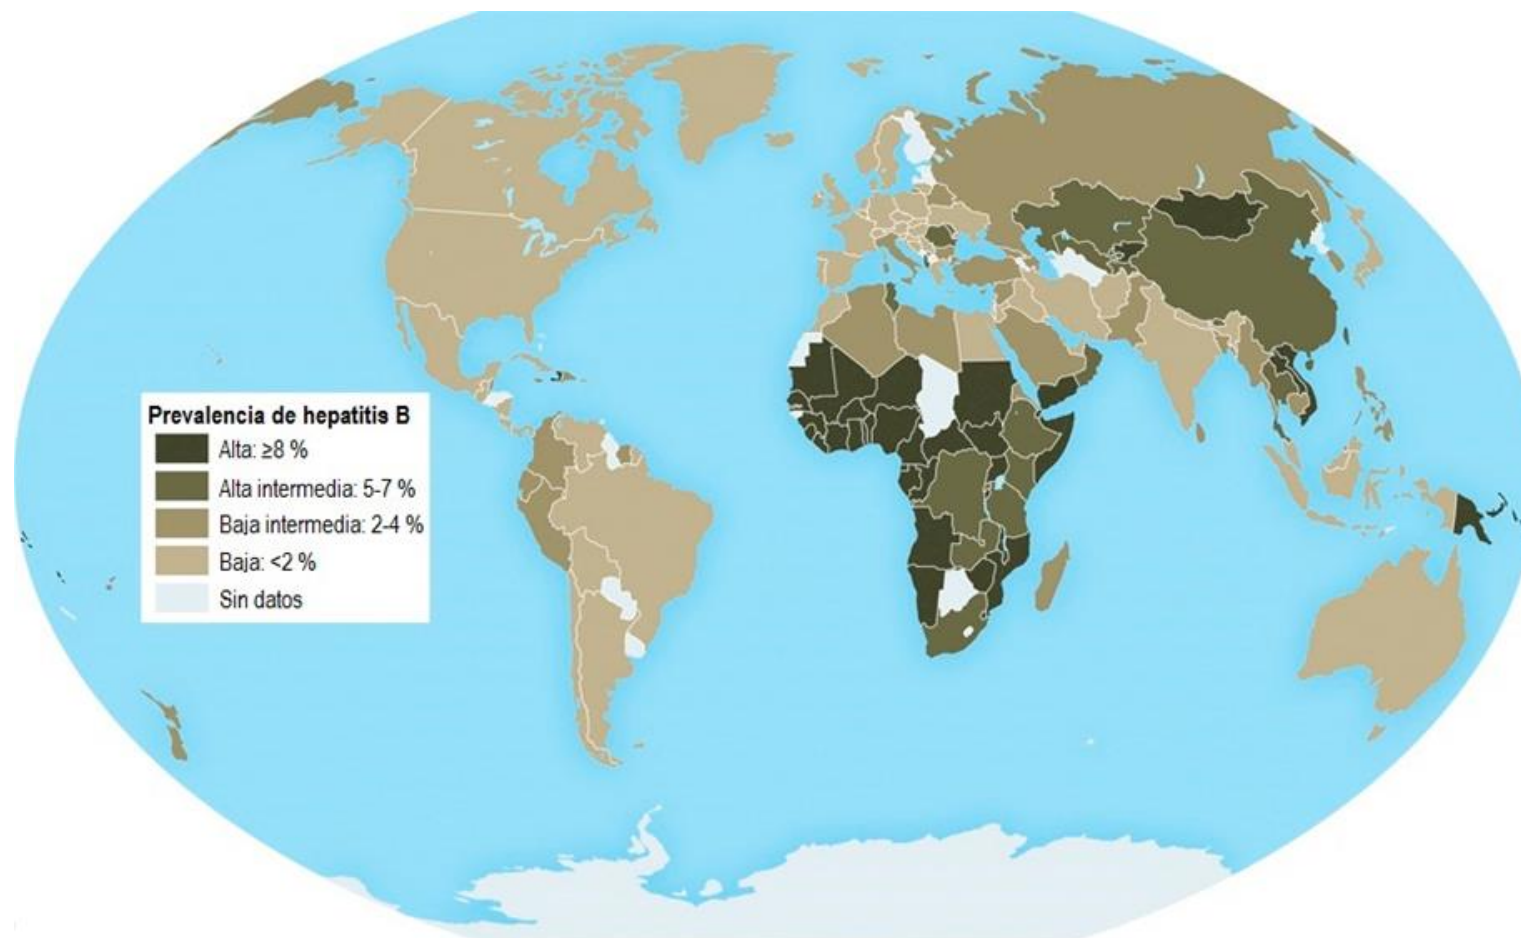 Prevalencia de hepatitis B
Alta: ≥8 %
Alta intermedia: 5-7 %
Baja intermedia: 2-4 %
Baja: <2 %
Sin datos